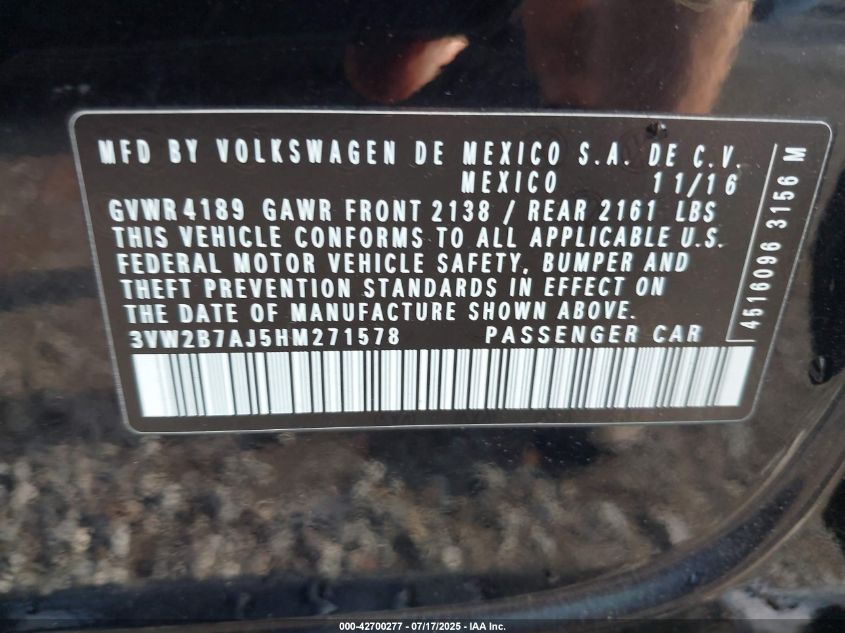 MFD BY VOLKSWAGEN DE MEXICO S.A. DE C.V.
MEXICO 11/16
GVWR 4189 GAWR FRONT 2138 / REAR 2161 LBS
THIS VEHICLE CONFORMS TO ALL APPLICABLE U.S.
FEDERAL MOTOR VEHICLE SAFETY, BUMPER AND
THEFT PREVENTION STANDARDS IN EFFECT ON
THE DATE OF MANUFACTURE SHOWN ABOVE.
3VW2B7AJ5HM271578 PASSENGER CAR
4516096 3156 M
000-42700277 - 07/17/2025 - IAA Inc.